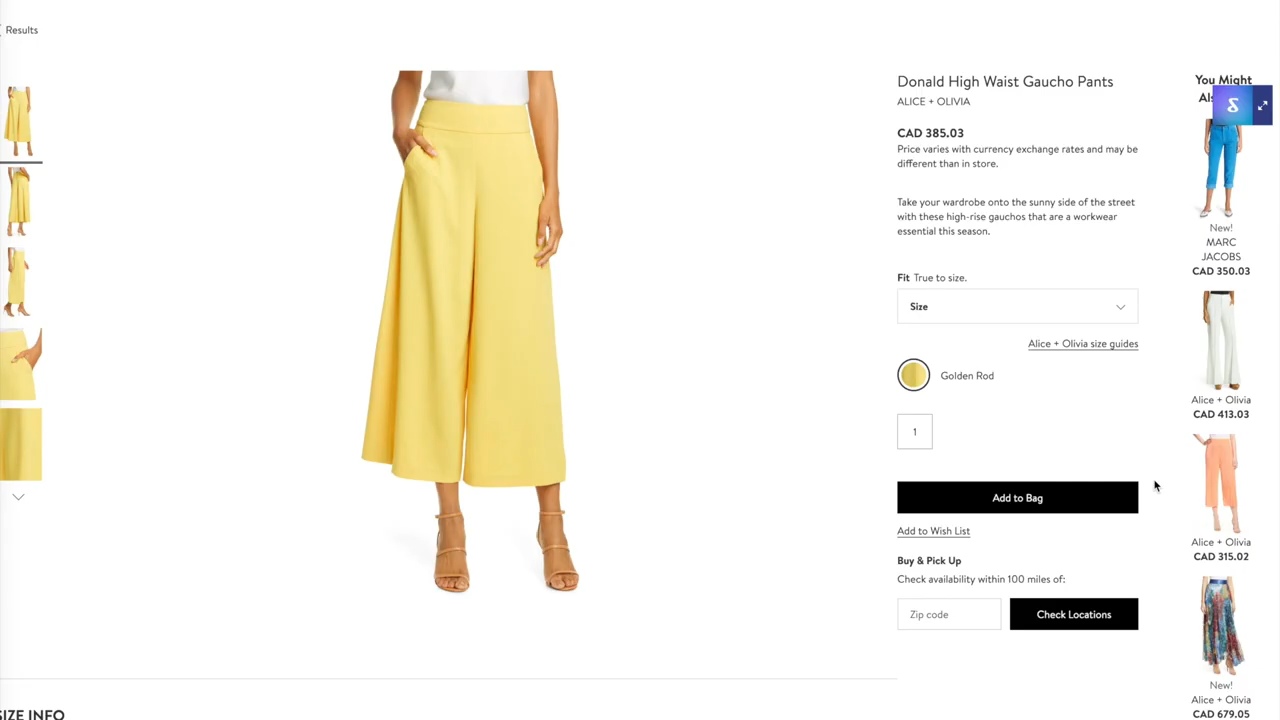 Results
Donald High Waist Gaucho Pants
ALICE + OLIVIA
CAD 385.03
Price varies with currency exchange rates and may be
different than in store.
Take your wardrobe onto the sunny side of the street
with these high-rise gauchos that are a workwear
essential this season.
Fit True to size.
Size
Alice + Olivia size guides
Golden Rod
1
Add to Bag
Add to Wish List
Buy & Pick Up
Check availability within 100 miles of:
Zip code
Check Locations
SIZE INFO
You Might
New!
MARC
JACOBS
CAD 350.03
Alice + Olivia
CAD 413.03
Alice + Olivia
CAD 315.02
New!
Alice + Olivia
CAD 679.05